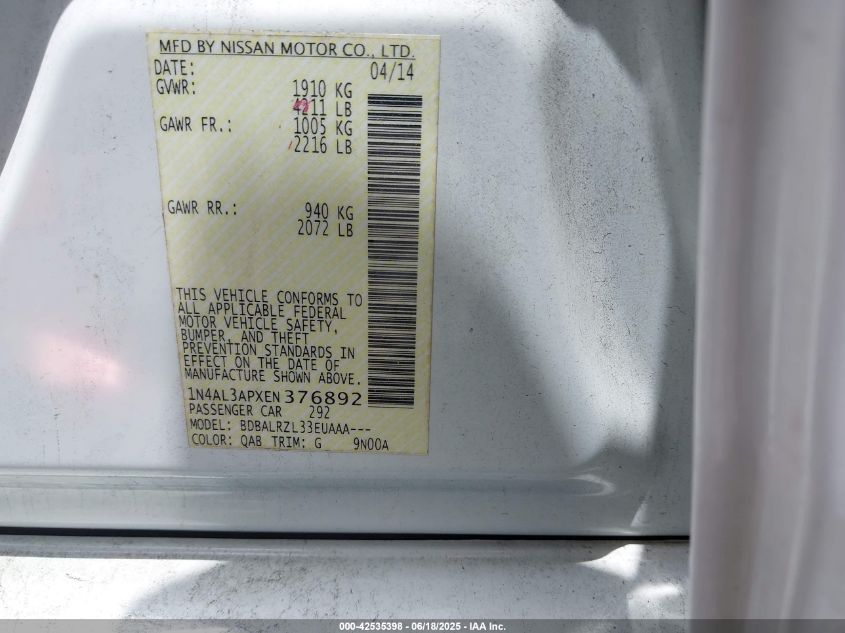 MFD BY NISSAN MOTOR CO., LTD.
DATE: 04/14
GVWR: 1910 KG
4211 LB
GAWR FR.: 1005 KG
2216 LB
GAWR RR.: 940 KG
2072 LB
THIS VEHICLE CONFORMS TO
ALL APPLICABLE FEDERAL
MOTOR VEHICLE SAFETY,
BUMPER, AND THEFT
PREVENTION STANDARDS IN
EFFECT ON THE DATE OF
MANUFACTURE SHOWN ABOVE.
1N4AL3APXEN376892
PASSENGER CAR 292
MODEL: BDBALRZL33EUAAA---
COLOR: QAB TRIM: G 9N00A
000-42535398 - 06/18/2025 - IAA Inc.